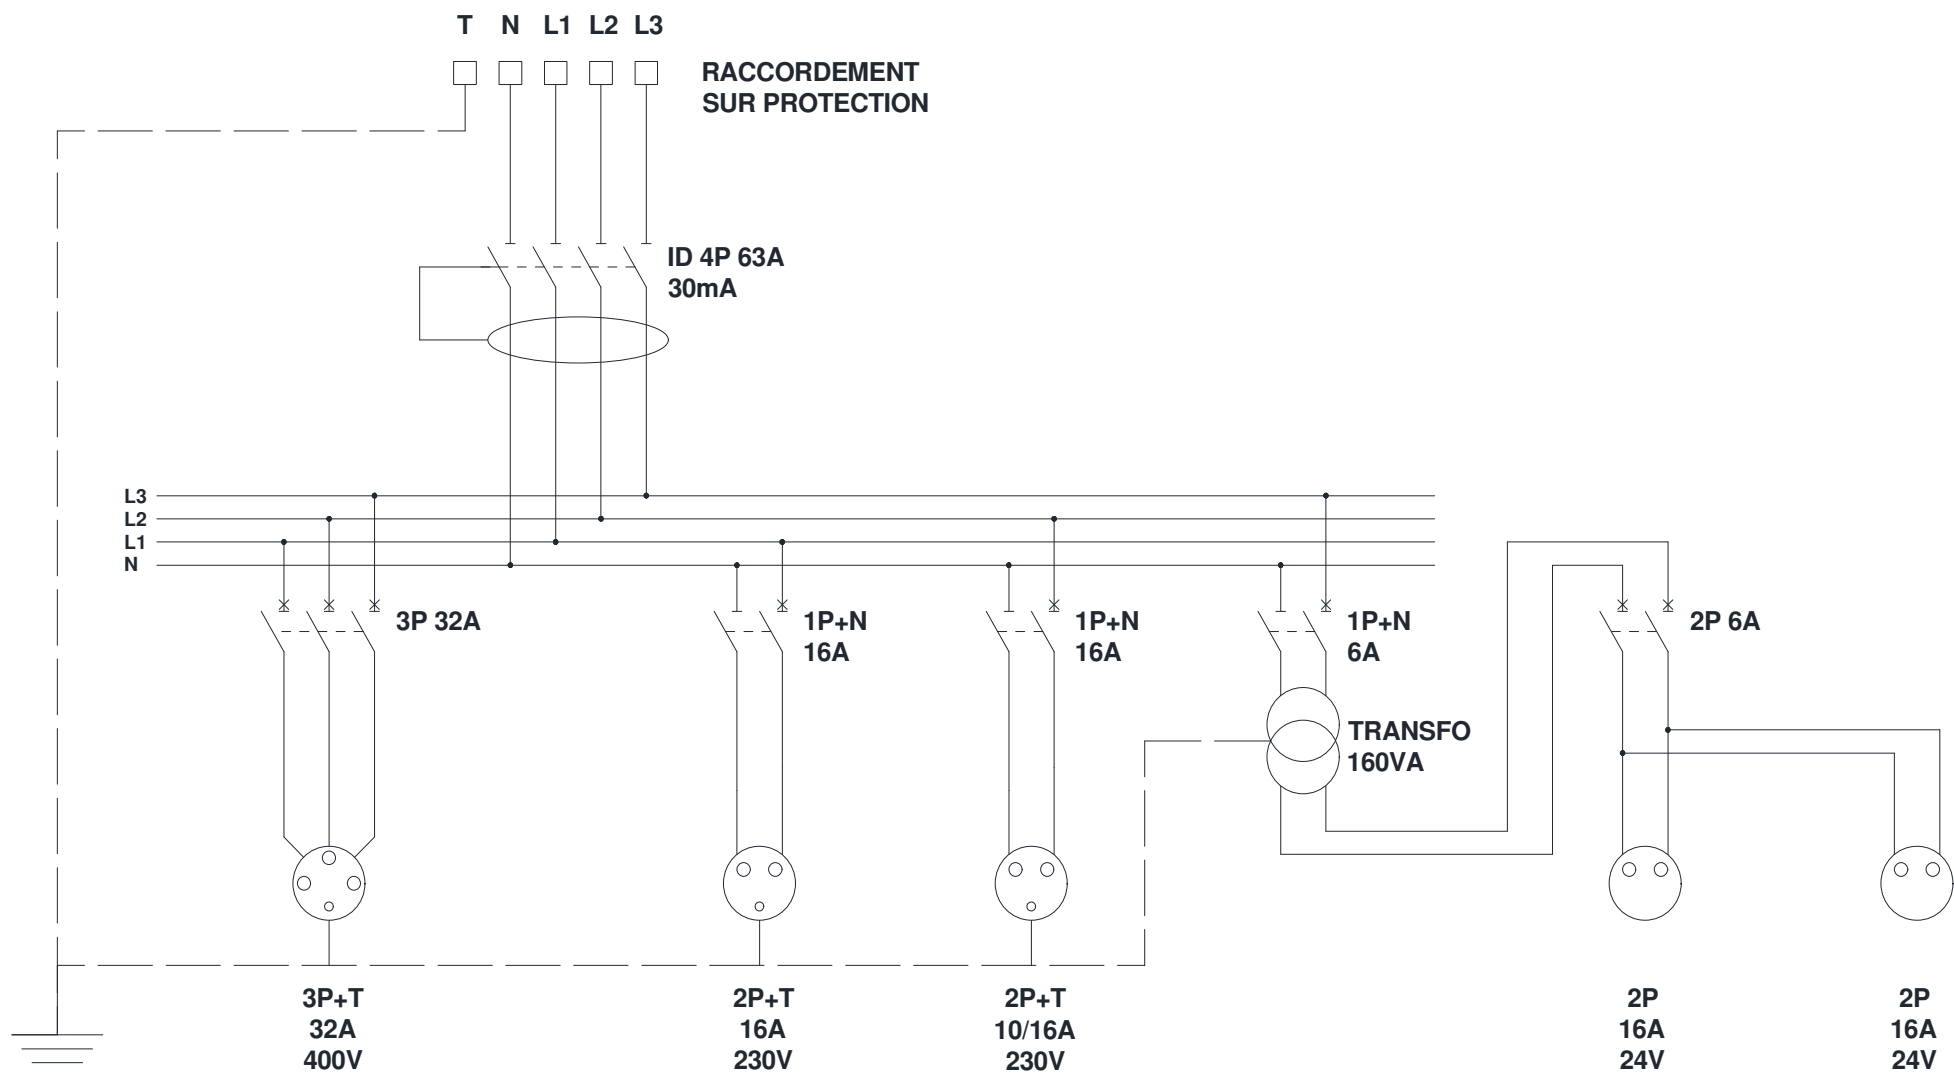 T N L1 L2 L3
RACCORDEMENT
SUR PROTECTION
ID 4P 63A
30mA
L3
L2
L1
N
3P 32A
1P+N
16A
1P+N
16A
1P+N
6A
2P 6A
TRANSFO
160VA
3P+T
32A
400V
2P+T
16A
230V
2P+T
10/16A
230V
2P
16A
24V
2P
16A
24V